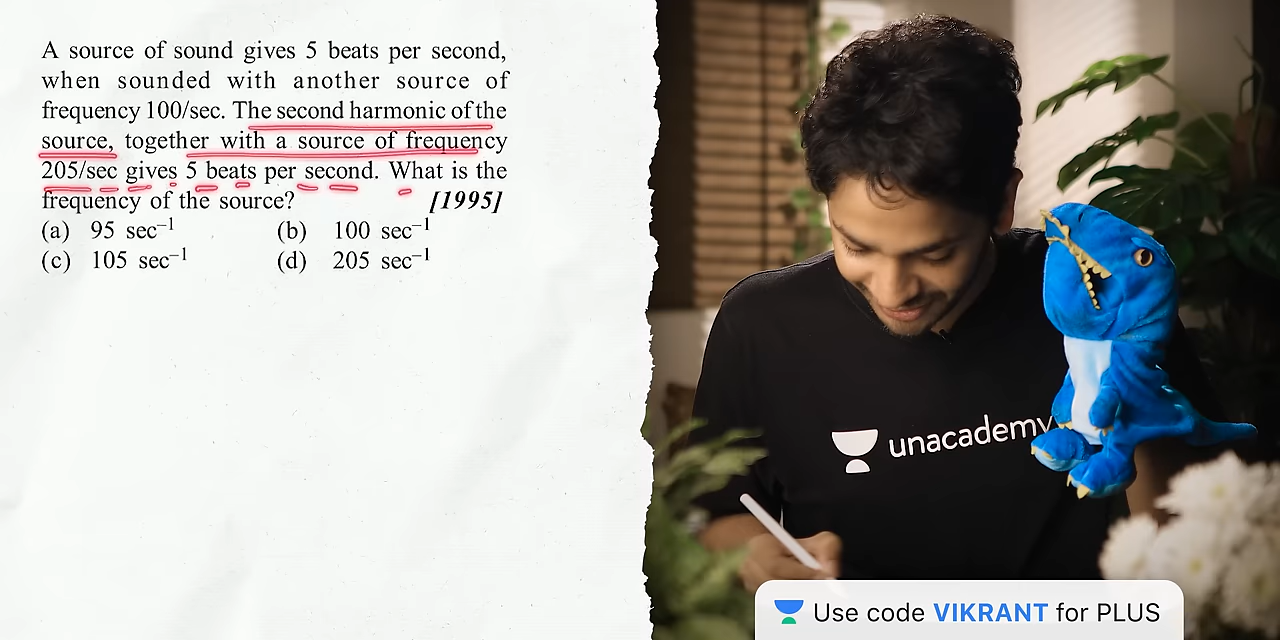 A source of sound gives 5 beats per second,
when sounded with another source of
frequency 100/sec. The second harmonic of the
source, together with a source of frequency
205/sec gives 5 beats per second. What is the
frequency of the source? [1995]
(a) 95 sec⁻¹ (b) 100 sec⁻¹
(c) 105 sec⁻¹ (d) 205 sec⁻¹
unacademy
Use code VIKRANT for PLUS